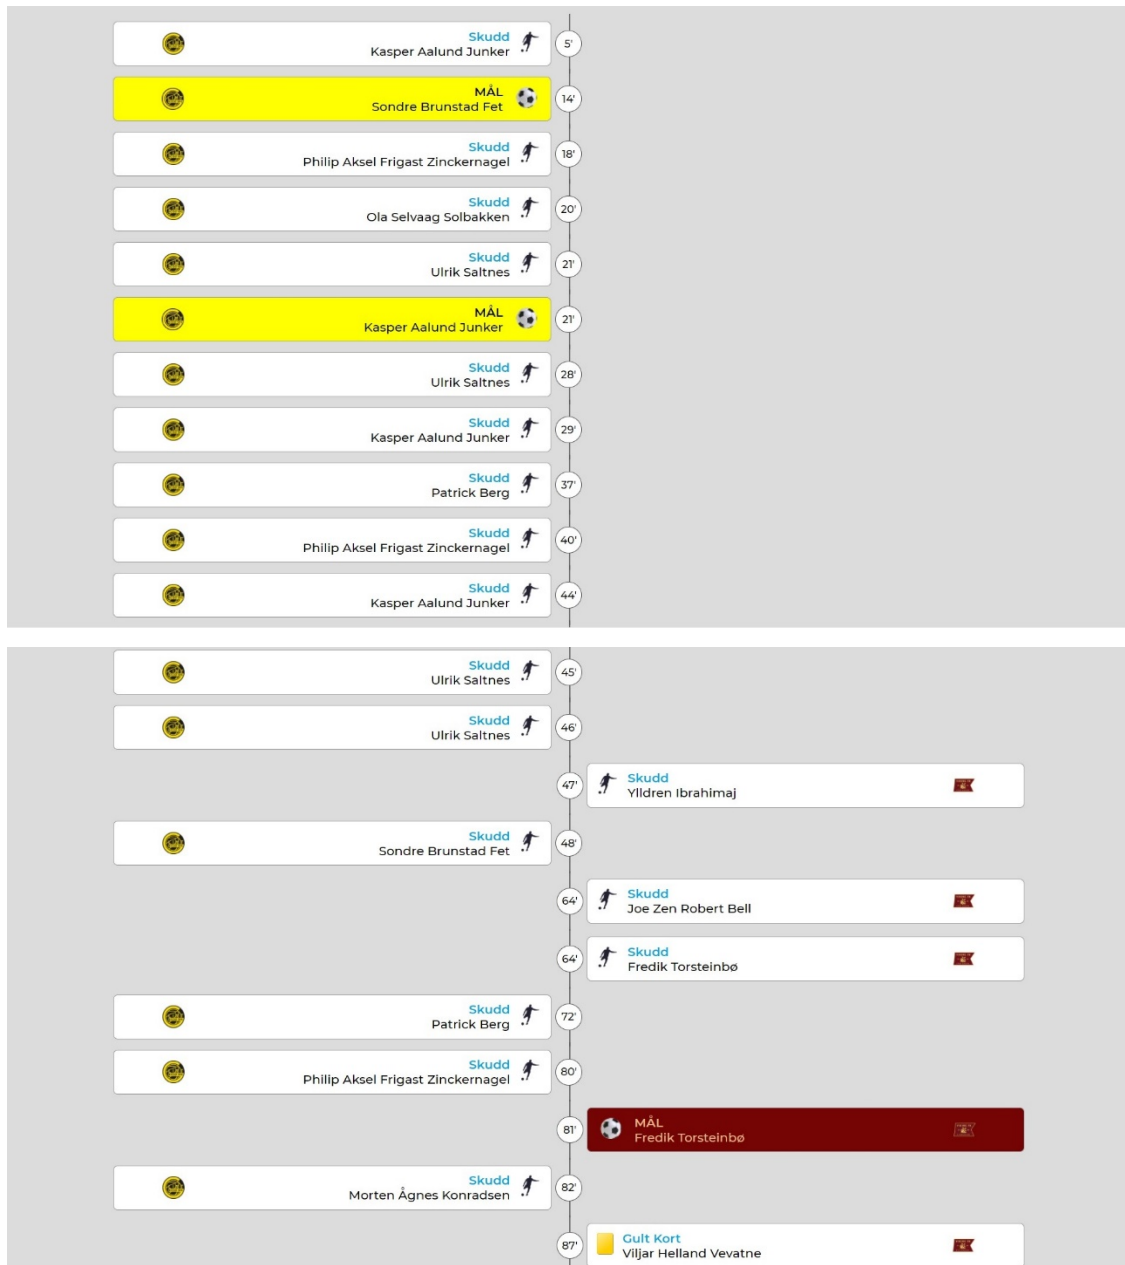 Skudd
Kasper Aalund Junker
5'
MÅL
Sondre Brunstad Fet
14'
Skudd
Philip Aksel Frigast Zinckernagel
18'
Skudd
Ola Selvaag Solbakken
20'
Skudd
Ulrik Saltnes
21'
MÅL
Kasper Aalund Junker
21'
Skudd
Ulrik Saltnes
28'
Skudd
Kasper Aalund Junker
29'
Skudd
Patrick Berg
37'
Skudd
Philip Aksel Frigast Zinckernagel
40'
Skudd
Kasper Aalund Junker
44'
Skudd
Ulrik Saltnes
45'
Skudd
Ulrik Saltnes
46'
47'
Skudd
Ylldren Ibrahimaj
Skudd
Sondre Brunstad Fet
48'
64'
Skudd
Joe Zen Robert Bell
64'
Skudd
Fredik Torsteinbø
Skudd
Patrick Berg
72'
Skudd
Philip Aksel Frigast Zinckernagel
80'
81'
MÅL
Fredik Torsteinbø
Skudd
Morten Ågnes Konradsen
82'
87'
Gult Kort
Viljar Helland Vevatne